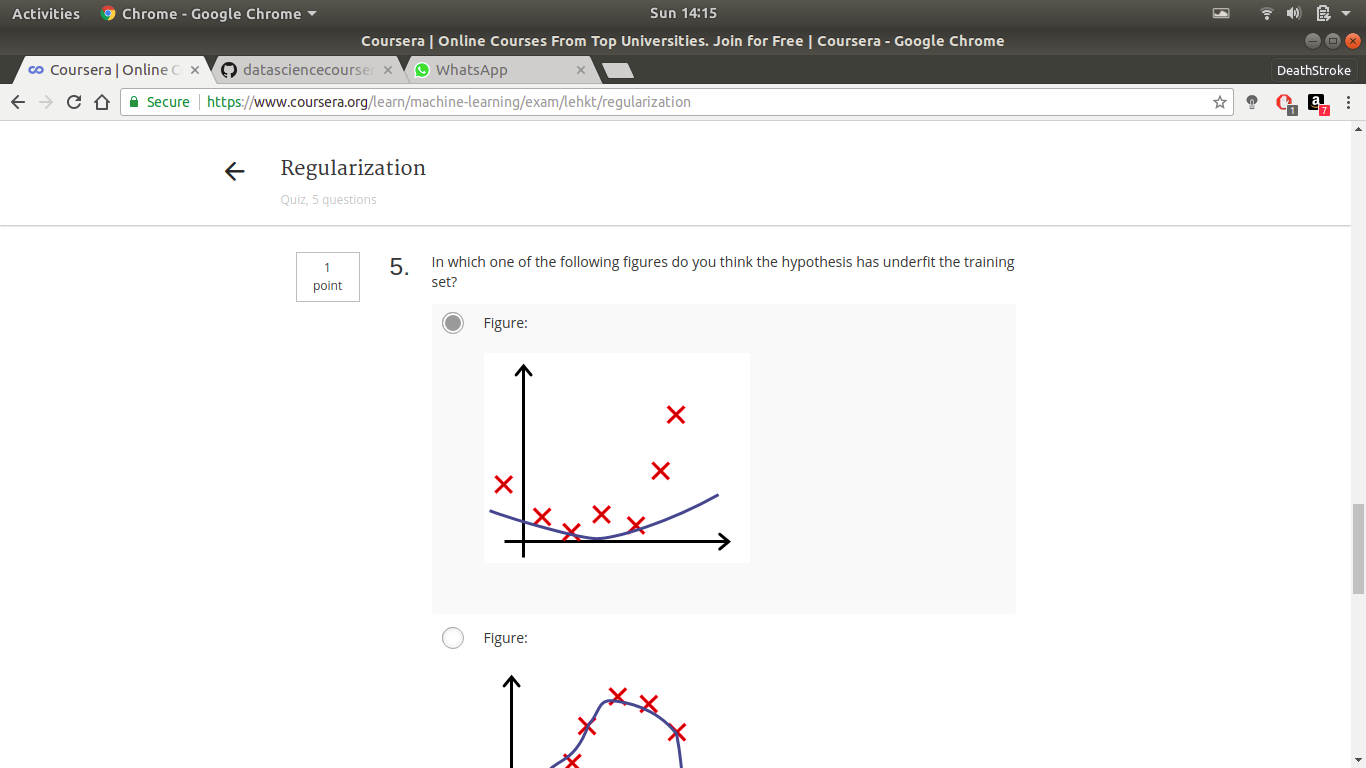 Activities Chrome - Google Chrome Sun 14:15
Coursera | Online Courses From Top Universities. Join for Free | Coursera - Google Chrome
Coursera | Online C datasciencecourser WhatsApp DeathStroke
Secure https://www.coursera.org/learn/machine-learning/exam/lehkt/regularization 1 a 7
Regularization
Quiz, 5 questions
1
point
5. In which one of the following figures do you think the hypothesis has underfit the training
set?
Figure:
Figure: